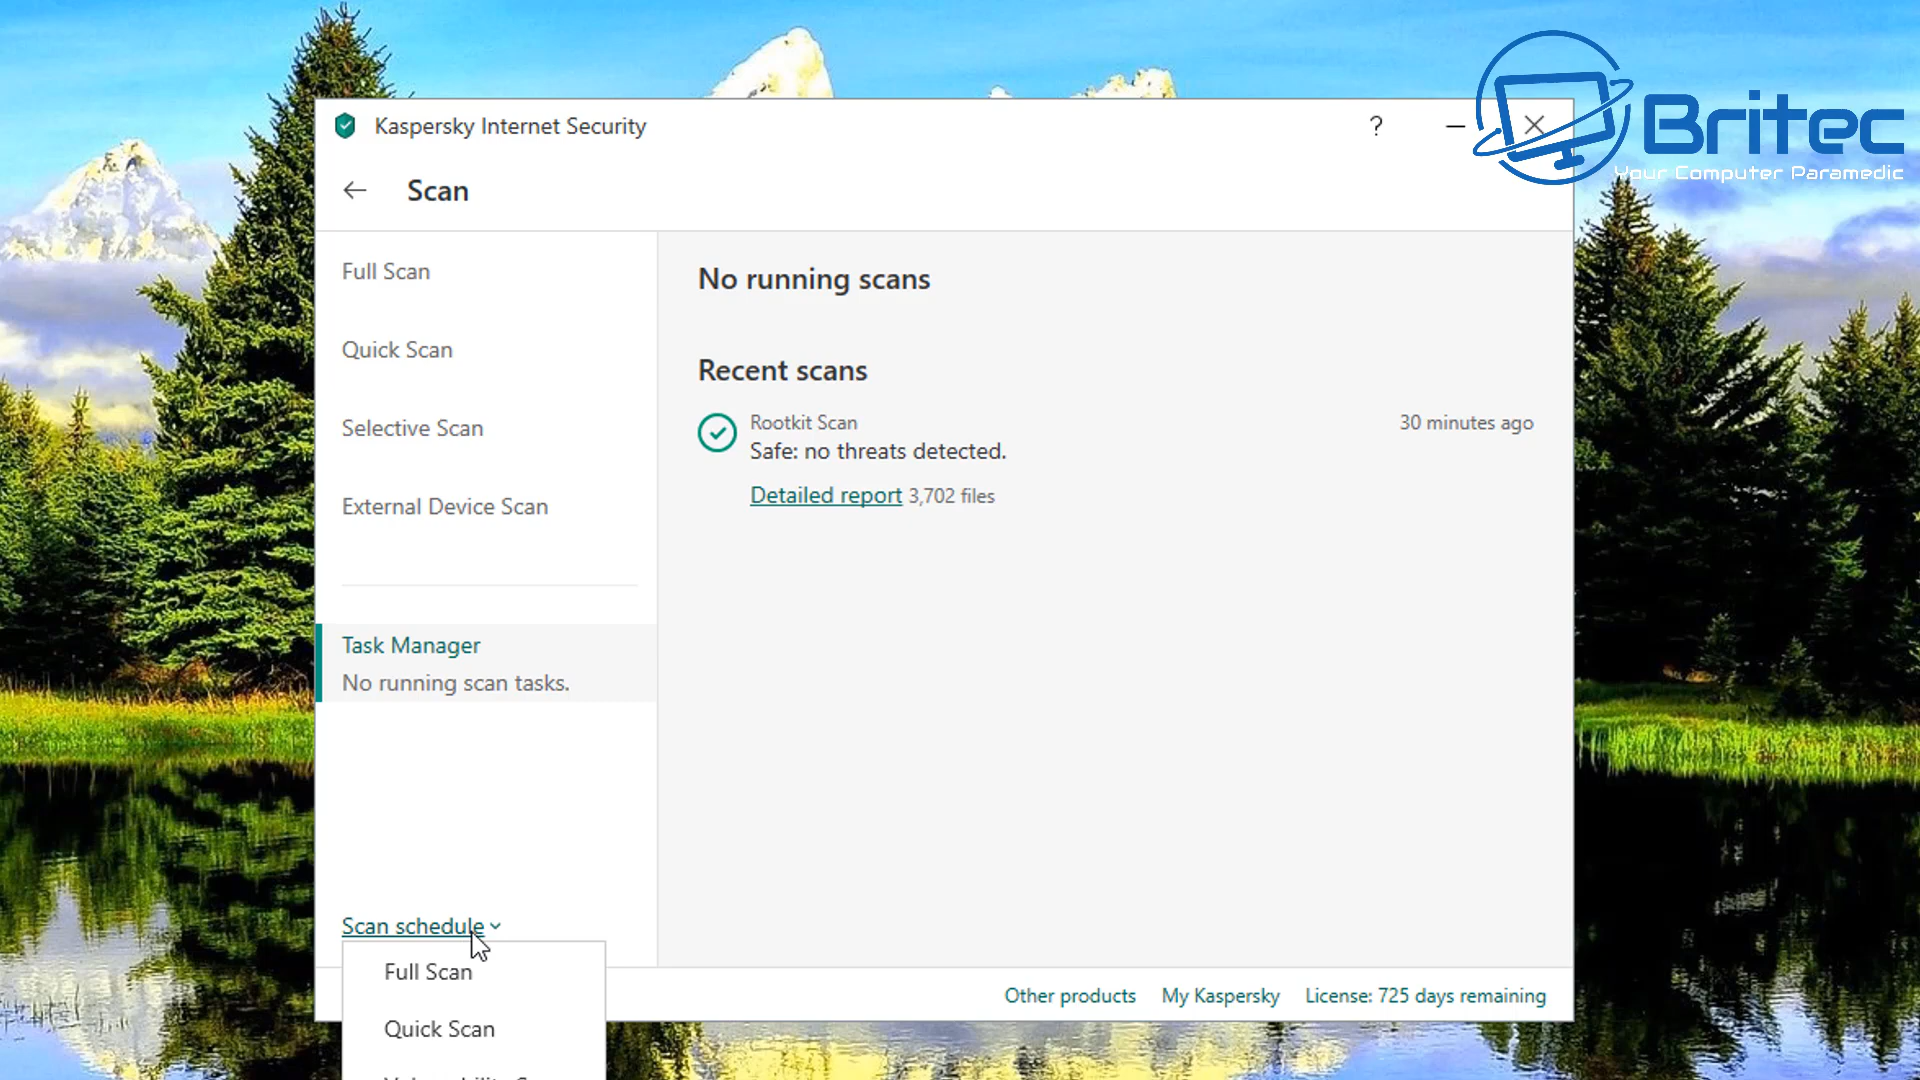 Britec
Your Computer Paramedic
Kaspersky Internet Security
?
Scan
Full Scan
Quick Scan
Selective Scan
External Device Scan
Task Manager
No running scan tasks.
Scan schedule
Full Scan
Quick Scan
No running scans
Recent scans
Rootkit Scan
30 minutes ago
Safe: no threats detected.
Detailed report 3,702 files
Other products My Kaspersky License: 725 days remaining